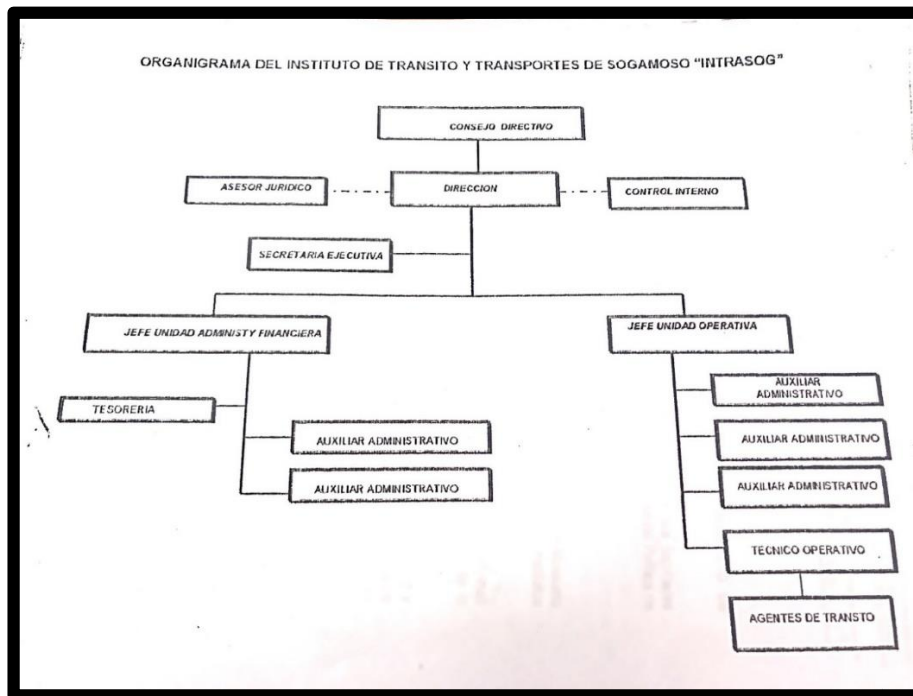 ORGANIGRAMA DEL INSTITUTO DE TRANSITO Y TRANSPORTES DE SOGAMOSO "INTRASOG"
CONSEJO DIRECTIVO
ASESOR JURIDICO
DIRECCION
CONTROL INTERNO
SECRETARIA EJECUTIVA
JEFE UNIDAD ADMINISTY FINANCIERA
JEFE UNIDAD OPERATIVA
TESORERIA
AUXILIAR ADMINISTRATIVO
AUXILIAR ADMINISTRATIVO
AUXILIAR
ADMINISTRATIVO
AUXILIAR ADMINISTRATIVO
AUXILIAR ADMINISTRATIVO
TECNICO OPERATIVO
AGENTES DE TRANSTO